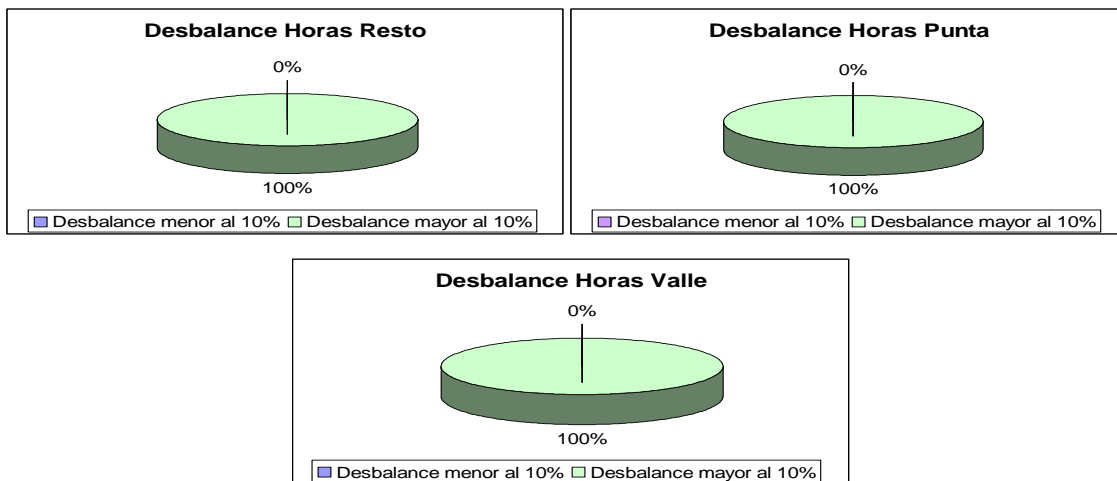 Desbalance Horas Resto
0%
100%
Desbalance menor al 10% Desbalance mayor al 10%
Desbalance Horas Punta
0%
100%
Desbalance menor al 10% Desbalance mayor al 10%
Desbalance Horas Valle
0%
100%
Desbalance menor al 10% Desbalance mayor al 10%